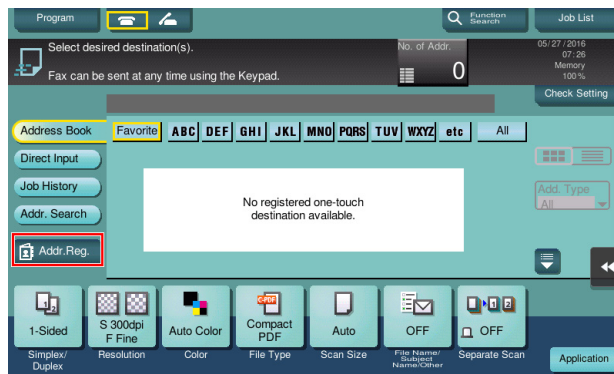 Program
Function
Search
Job List
Select desired destination(s).
Fax can be sent at any time using the Keypad.
No. of Addr.
0
05/27/2016
07:26
Memory
100%
Check Setting
Address Book
Favorite ABC DEF GHI JKL MNO PQRS TUV WXYZ etc All
Direct Input
Job History
Addr. Search
Addr.Reg.
No registered one-touch
destination available.
Add. Type
All
1-Sided
S 300dpi
F Fine
Auto Color
cPDF
Compact
PDF
Auto
OFF
OFF
Simplex/
Duplex
Resolution
Color
File Type
Scan Size
File Name/
Subject
Name/Other
Separate Scan
Application